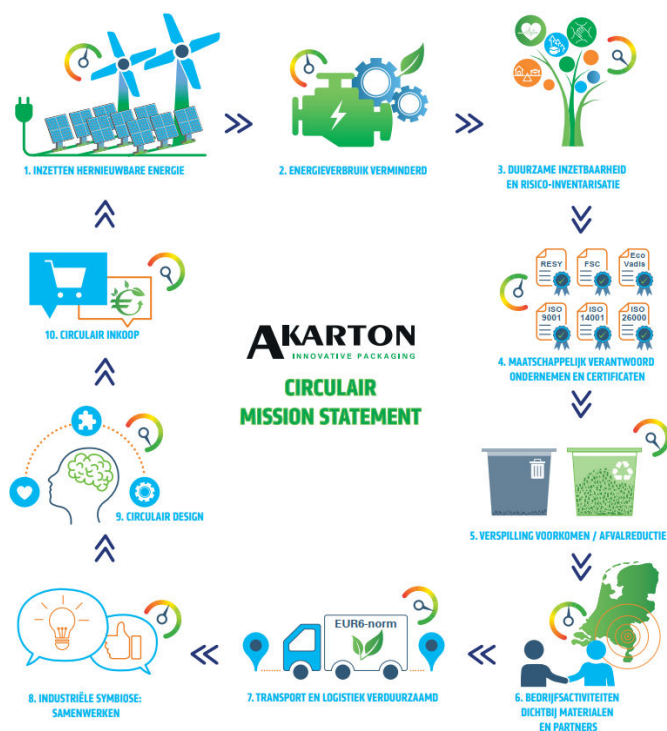 1. INZETTEN HERNIEUWBARE ENERGIE
2. ENERGIEVERBRUIK VERMINDERD
3. DUURZAME INZETBAARHEID
EN RISICO-INVENTARISATIE
RESY
FSC
Eco
Vadis
ISO
9001
ISO
14001
ISO
26000
4. MAATSCHAPPELIJK VERANTWOORD
ONDERNEMEN EN CERTIFICATEN
5. VERSPILLING VOORKOMEN / AFVALREDUCTIE
6. BEDRIJFSACTIVITEITEN
DICHTBIJ MATERIALEN
EN PARTNERS
EUR6-norm
7. TRANSPORT EN LOGISTIEK VERDUURZAAMD
8. INDUSTRIËLE SYMBIOSE:
SAMENWERKEN
9. CIRCULAIR DESIGN
10. CIRCULAIR INKOOP
AKARTON
INNOVATIVE PACKAGING
CIRCULAIR
MISSION STATEMENT